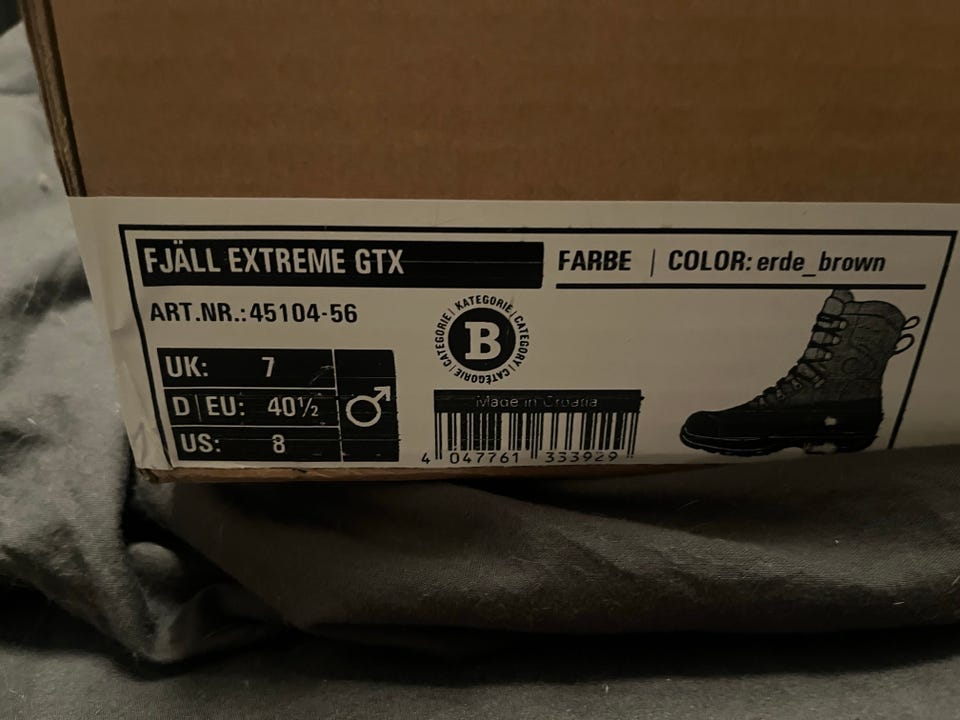 FJÄLL EXTREME GTX
FARBE | COLOR: erde_brown
ART.NR.:45104-56
KATEGORIE | CATEGORY | CATÉGORIE | CATEGORIE |
B
UK: 7
D|EU: 40½
US: 8
Made in Croatia
4 047761 333929